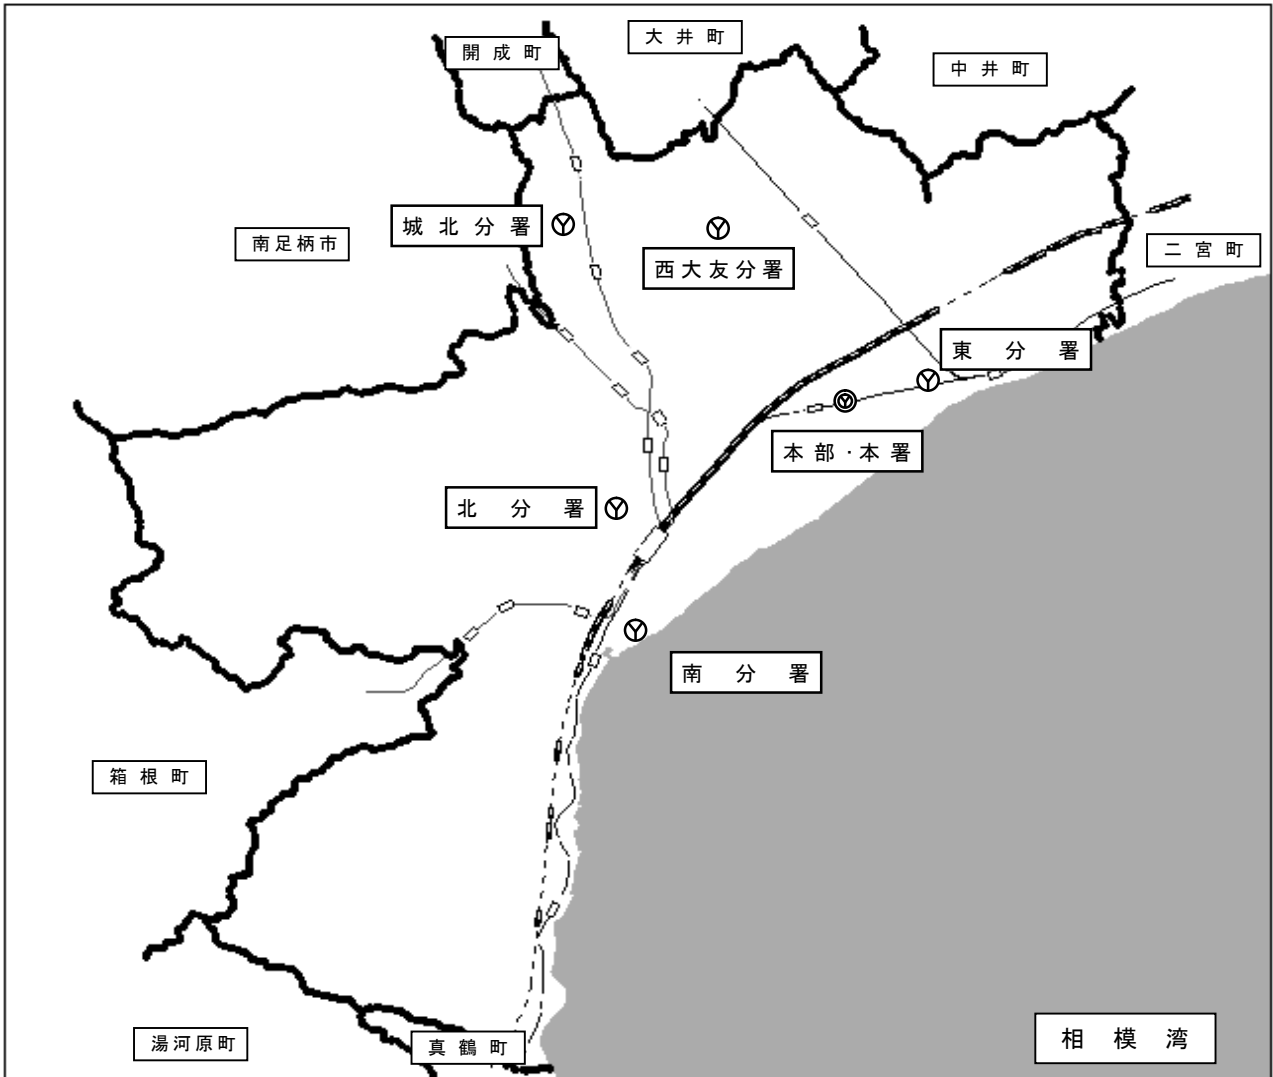 開成町
大井町
中井町
城北分署
南足柄市
西大友分署
二宮町
東分署
本部・本署
北分署
南分署
箱根町
湯河原町
真鶴町
相模湾